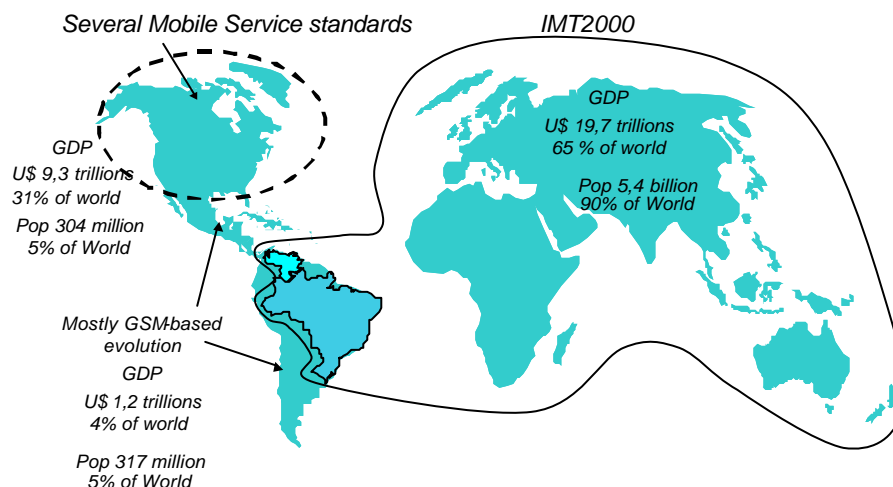 Several Mobile Service standards
IMT2000
GDP
U$ 19,7 trillions
65 % of world
Pop 5,4 billion
90% of World
GDP
U$ 9,3 trillions
31% of world
Pop 304 million
5% of World
Mostly GSM-based
evolution
GDP
U$ 1,2 trillions
4% of world
Pop 317 million
5% of World